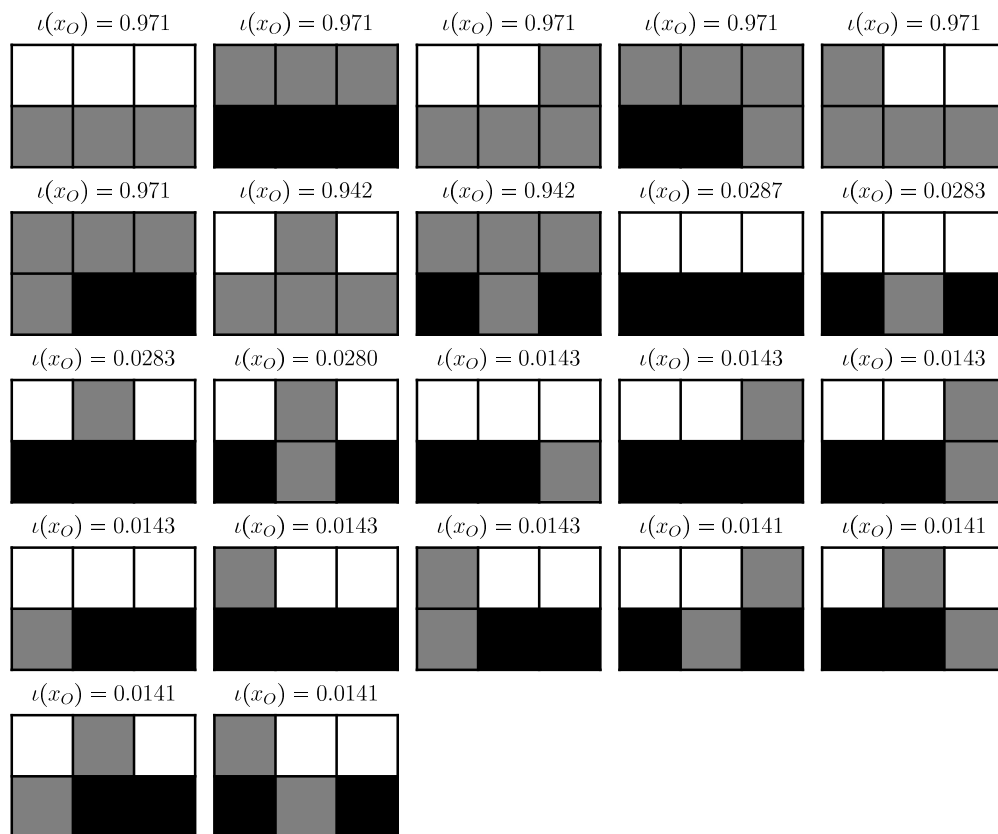 ι(x_O) = 0.971 ι(x_O) = 0.971 ι(x_O) = 0.971 ι(x_O) = 0.971 ι(x_O) = 0.971
ι(x_O) = 0.971 ι(x_O) = 0.942 ι(x_O) = 0.942 ι(x_O) = 0.0287 ι(x_O) = 0.0283
ι(x_O) = 0.0283 ι(x_O) = 0.0280 ι(x_O) = 0.0143 ι(x_O) = 0.0143 ι(x_O) = 0.0143
ι(x_O) = 0.0143 ι(x_O) = 0.0143 ι(x_O) = 0.0143 ι(x_O) = 0.0141 ι(x_O) = 0.0141
ι(x_O) = 0.0141 ι(x_O) = 0.0141